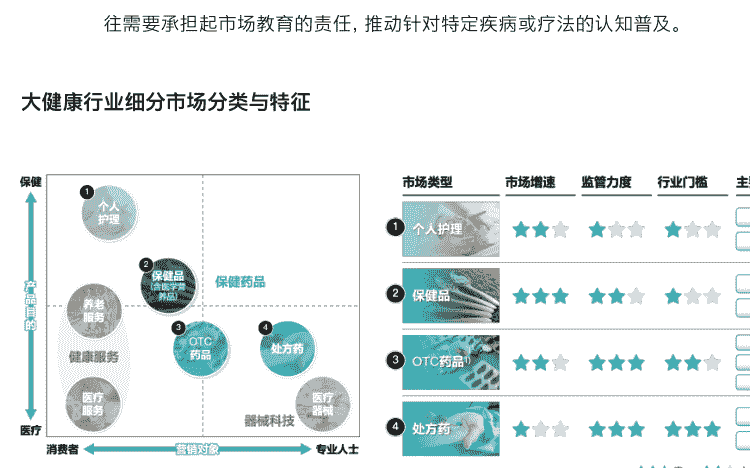 往需要承担起市场教育的责任，推动针对特定疾病或疗法的认知普及。
大健康行业细分市场分类与特征
保健
产品目的
医疗
1
个人
护理
2
保健品
(含医学营
养品)
保健药品
养老
服务
健康服务
医疗
服务
3
OTC
药品
4
处方药
医疗
器械
器械科技
消费者
营销对象
专业人士
市场类型
市场增速
监管力度
行业门槛
1
个人护理
2
保健品
3
OTC药品1)
4
处方药